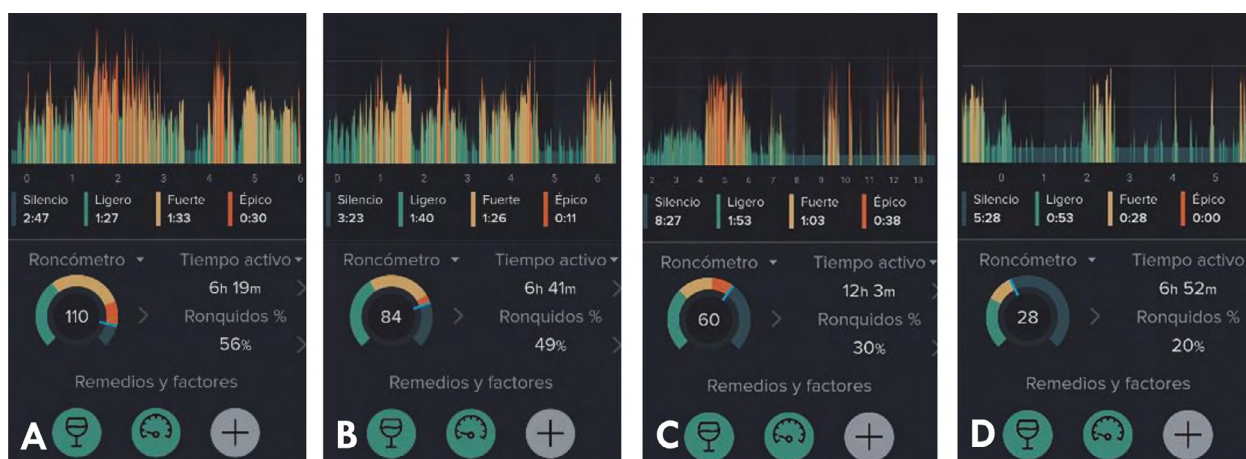 0 1 2 3 4 5 6
Silencio Ligero Fuerte Épico
2:47 1:27 1:33 0:30
Roncómetro Tiempo activo
6h 19m
110
Ronquidos %
56%
Remedios y factores
A
0 1 2 3 4 5 6
Silencio Ligero Fuerte Épico
3:23 1:40 1:26 0:11
Roncómetro Tiempo activo
6h 41m
84
Ronquidos %
49%
Remedios y factores
B
2 3 4 5 6 7 8 9 10 11 12 13
Silencio Ligero Fuerte Épico
8:27 1:53 1:03 0:38
Roncómetro Tiempo activo
12h 3m
60
Ronquidos %
30%
Remedios y factores
C
0 1 2 3 4 5
Silencio Ligero Fuerte Épico
5:28 0:53 0:28 0:00
Roncómetro Tiempo activo
6h 52m
28
Ronquidos %
20%
Remedios y factores
D